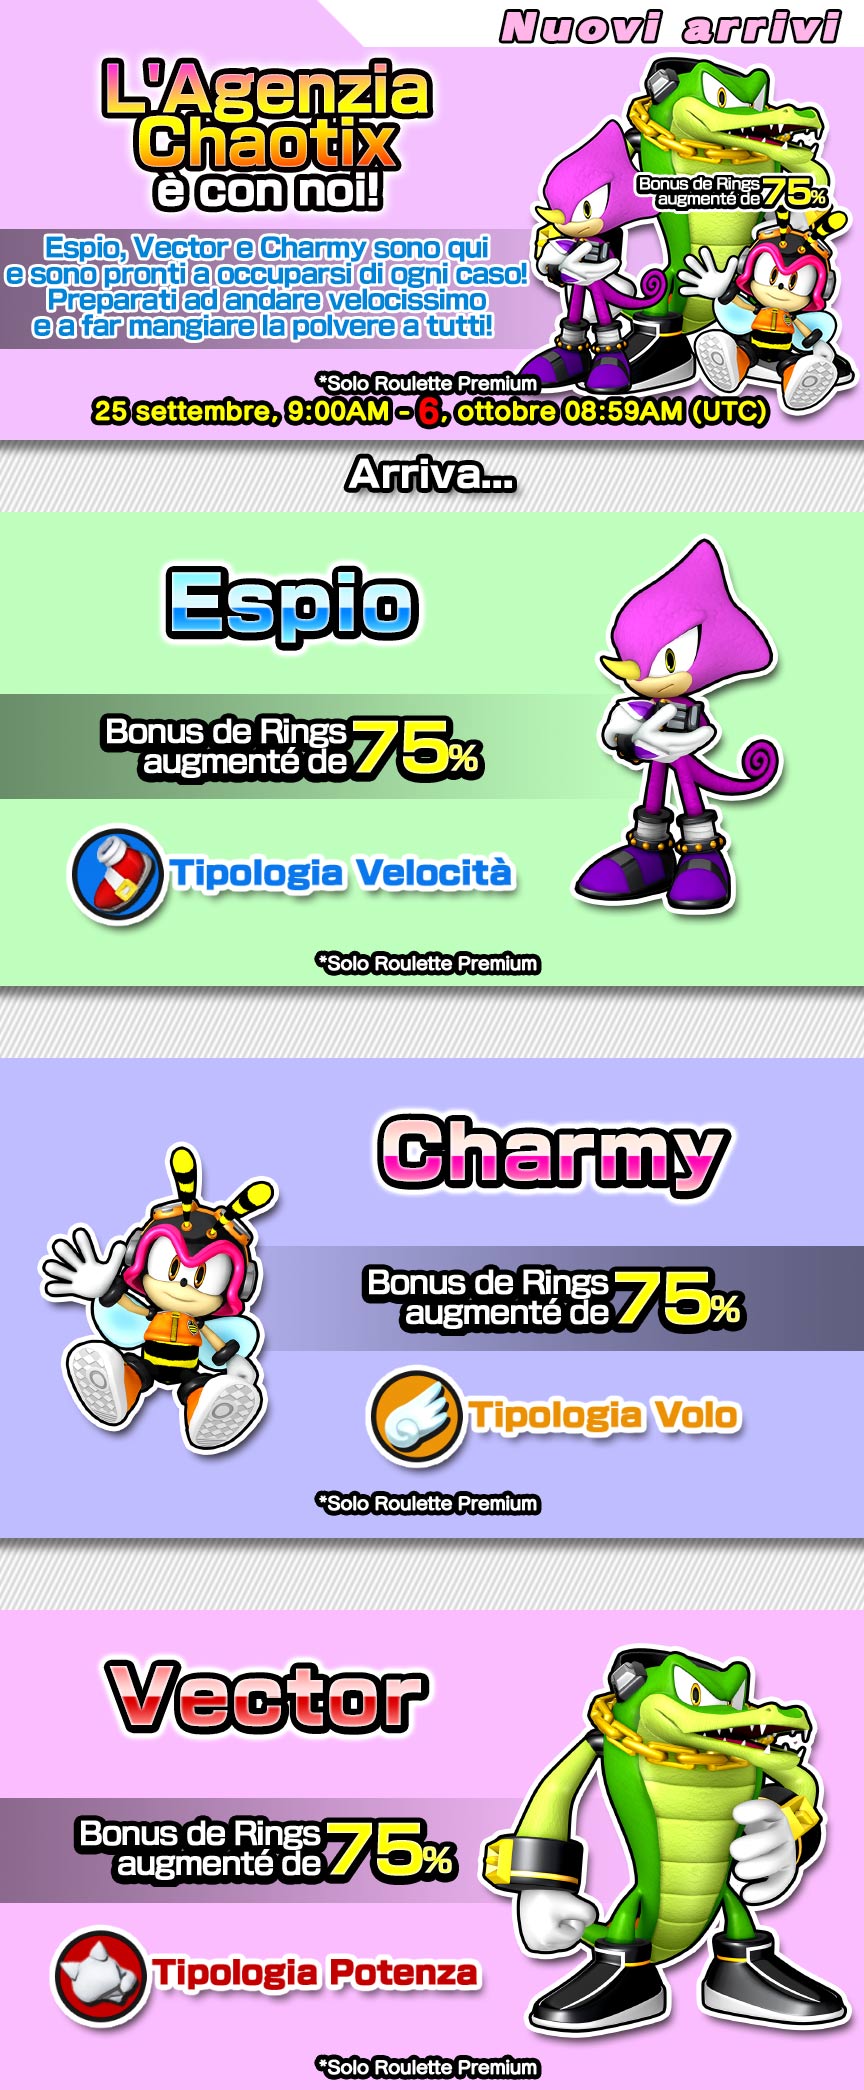 Nuovi arrivi
L'Agenzia
Chaotix
è con noi!
Bonus de Rings
augmenté de 75%
Espio, Vector e Charmy sono qui
e sono pronti a occuparsi di ogni caso!
Preparati ad andare velocissimo
e a far mangiare la polvere a tutti!
*Solo Roulette Premium
25 settembre, 9:00AM - 6, ottobre 08:59AM (UTC)
Arriva...
Espio
Bonus de Rings
augmenté de 75%
Tipologia Velocità
*Solo Roulette Premium
Charmy
Bonus de Rings
augmenté de 75%
Tipologia Volo
*Solo Roulette Premium
Vector
Bonus de Rings
augmenté de 75%
Tipologia Potenza
*Solo Roulette Premium